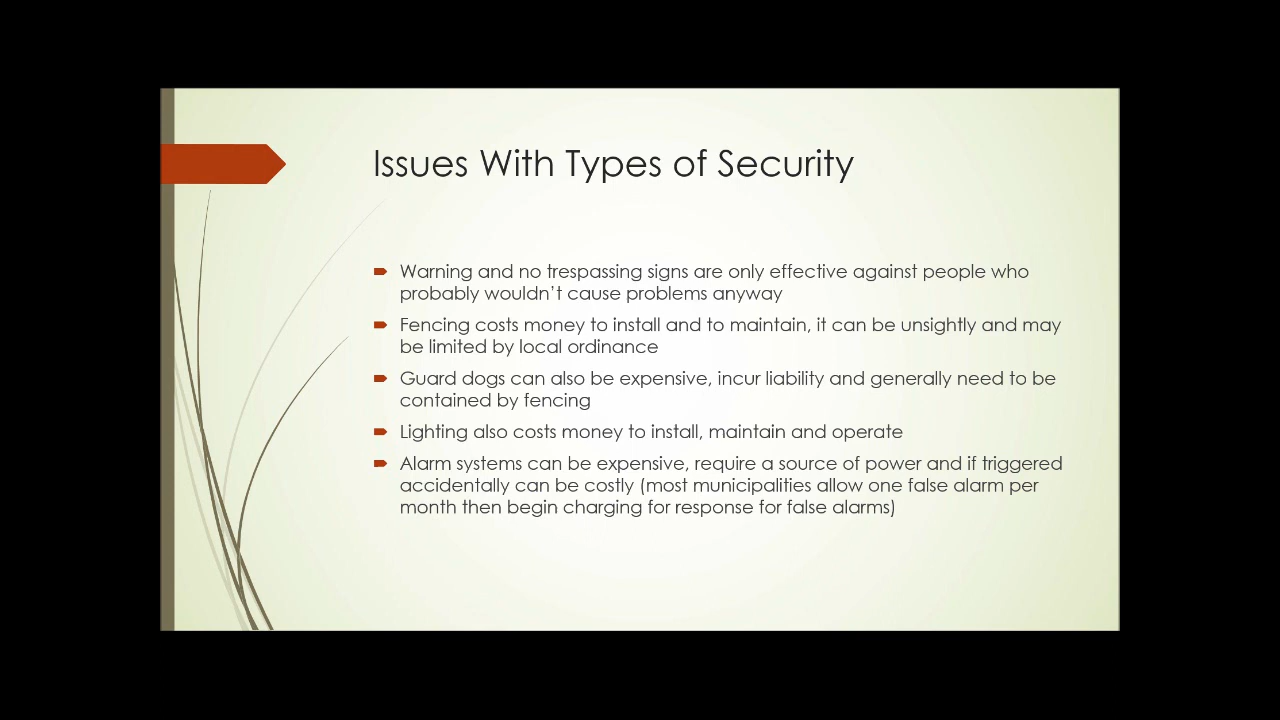 Issues With Types of Security
Warning and no trespassing signs are only effective against people who
probably wouldn’t cause problems anyway
Fencing costs money to install and to maintain, it can be unsightly and may
be limited by local ordinance
Guard dogs can also be expensive, incur liability and generally need to be
contained by fencing
Lighting also costs money to install, maintain and operate
Alarm systems can be expensive, require a source of power and if triggered
accidentally can be costly (most municipalities allow one false alarm per
month then begin charging for response for false alarms)